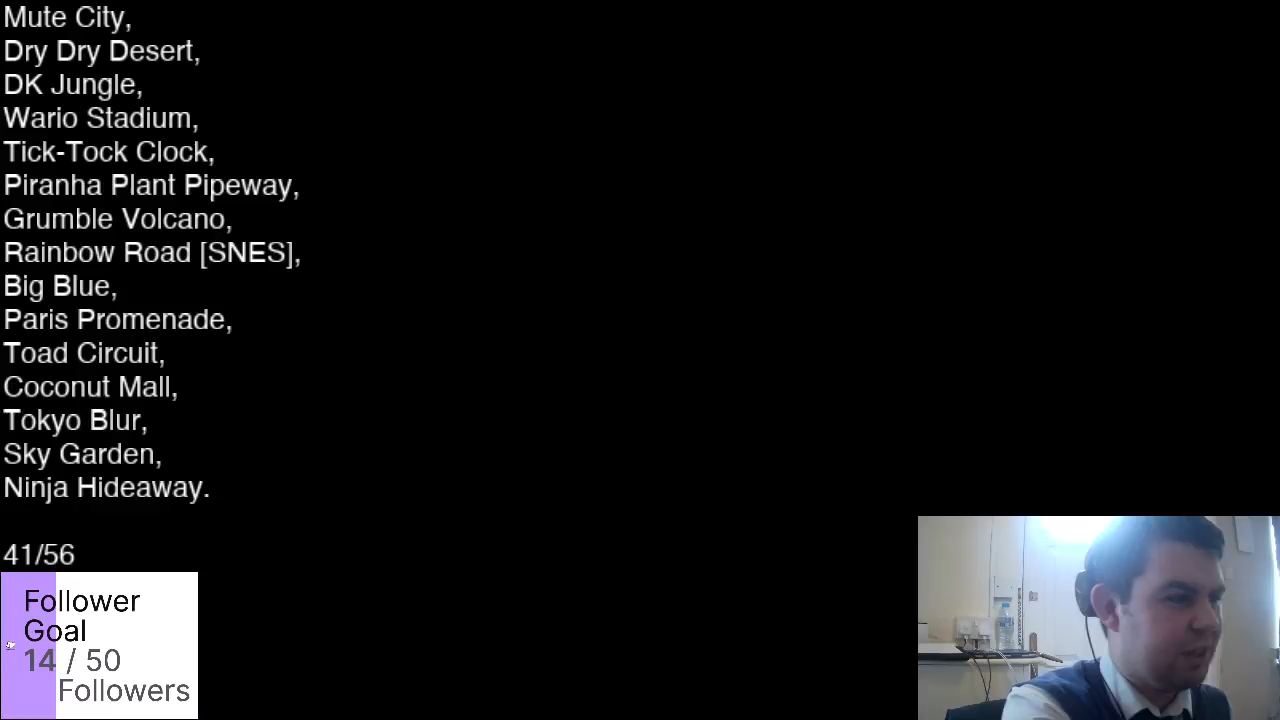 Mute City,
Dry Dry Desert,
DK Jungle,
Wario Stadium,
Tick-Tock Clock,
Piranha Plant Pipeway,
Grumble Volcano,
Rainbow Road [SNES],
Big Blue,
Paris Promenade,
Toad Circuit,
Coconut Mall,
Tokyo Blur,
Sky Garden,
Ninja Hideaway.
41/56
Follower
Goal
14 / 50
Followers